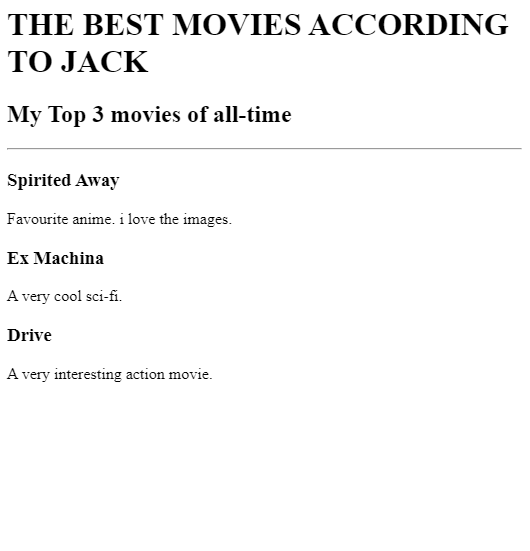 THE BEST MOVIES ACCORDING
TO JACK
My Top 3 movies of all-time
Spirited Away
Favourite anime. i love the images.
Ex Machina
A very cool sci-fi.
Drive
A very interesting action movie.